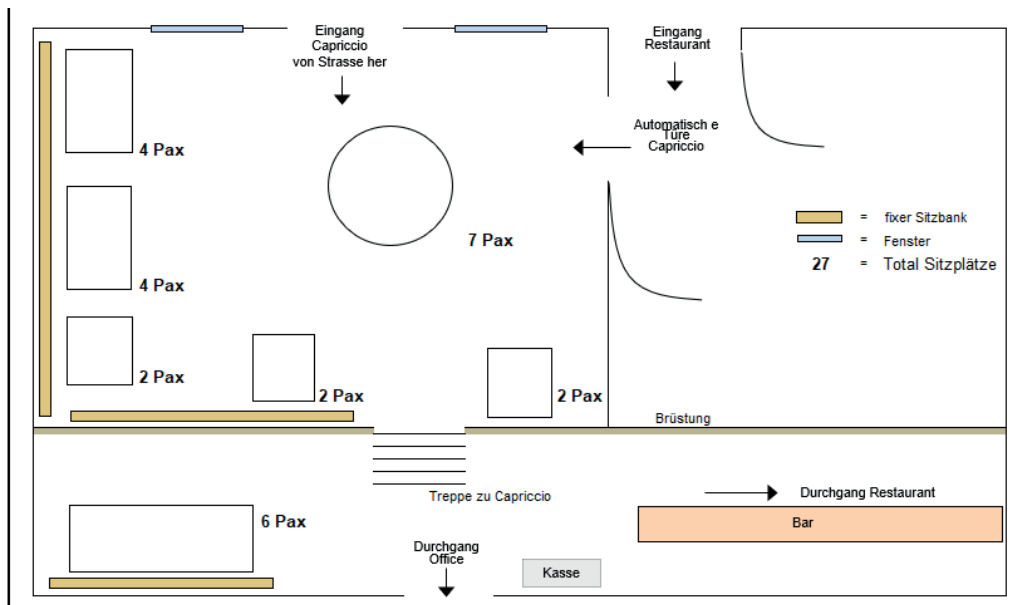 Eingang
Capriccio
von Strasse her
Eingang
Restaurant
Automatisch e
Türe
Capriccio
4 Pax
7 Pax
= fixer Sitzbank
= Fenster
27 = Total Sitzplätze
4 Pax
2 Pax
2 Pax
2 Pax
Brüstung
Treppe zu Capriccio
Durchgang Restaurant
6 Pax
Bar
Durchgang
Office
Kasse